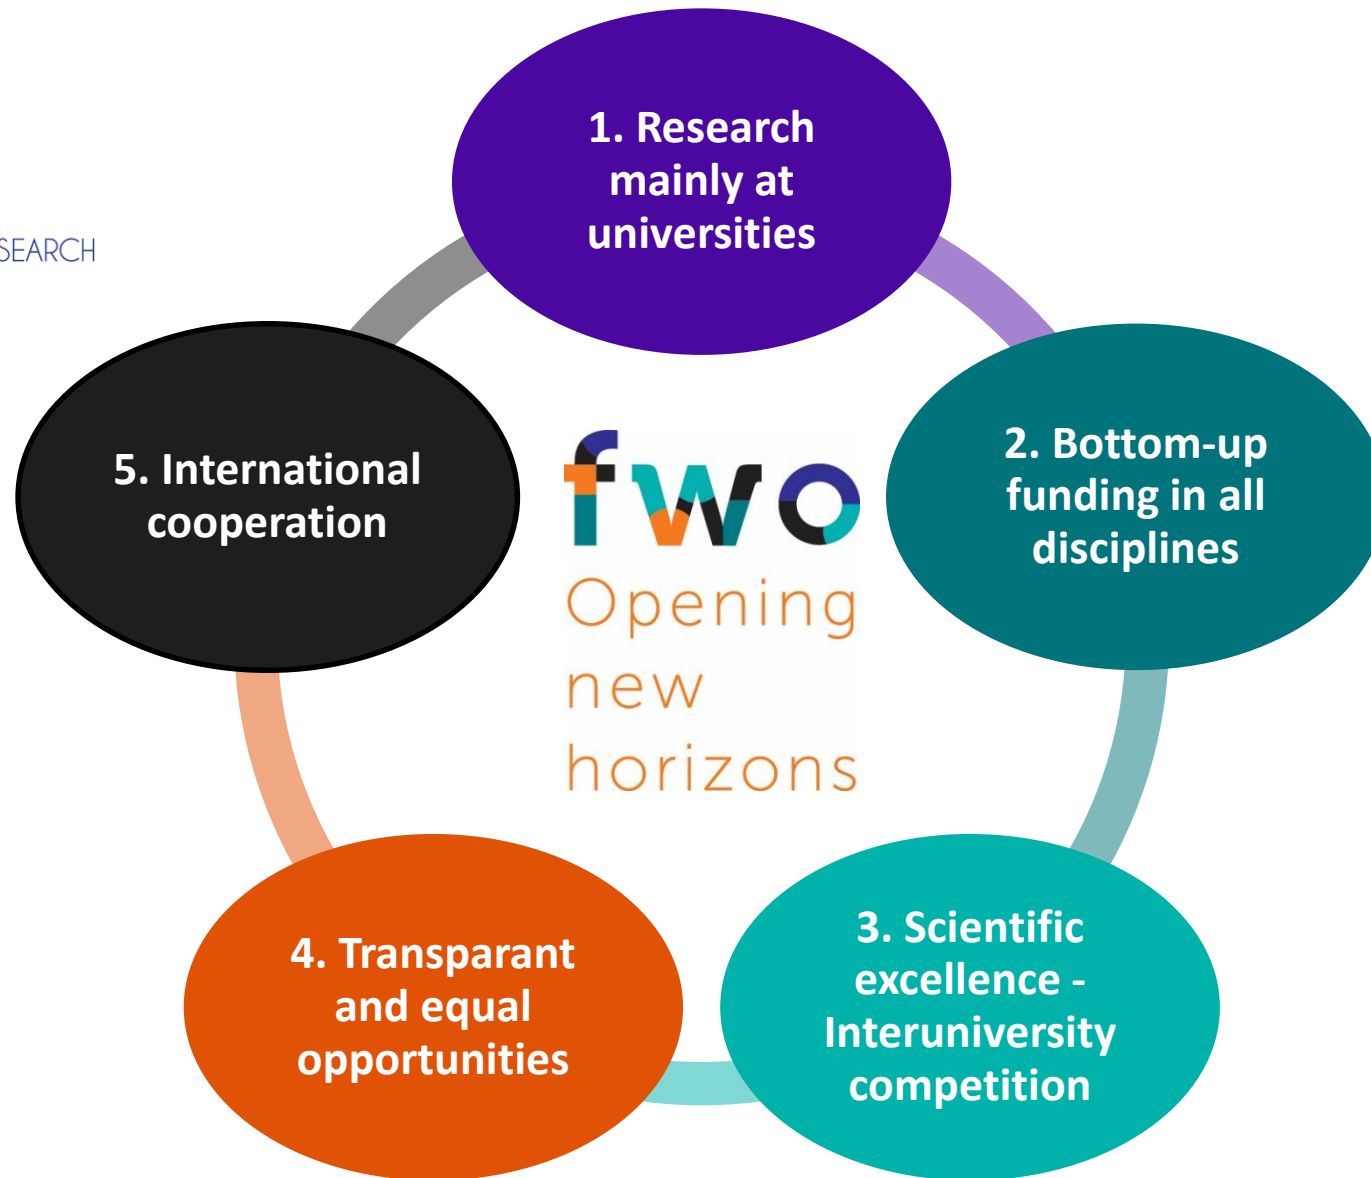 1. Research
mainly at
universities
SEARCH
2. Bottom-up
funding in all
disciplines
5. International
cooperation
fwo
Opening
new
horizons
3. Scientific
excellence -
Interuniversity
competition
4. Transparant
and equal
opportunities